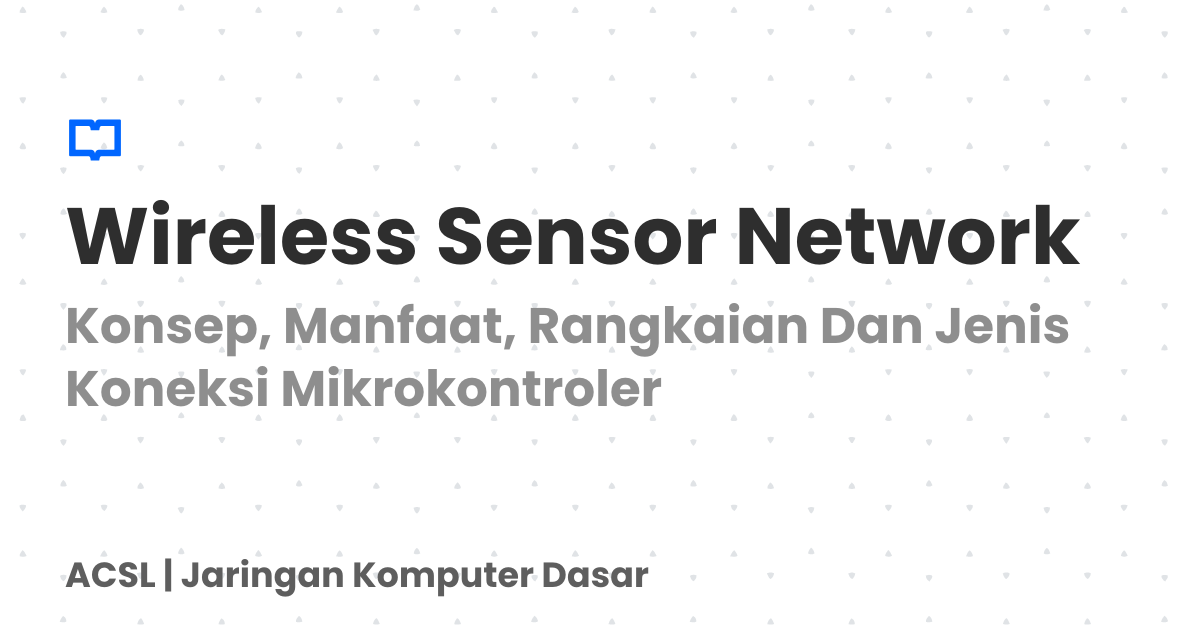 Wireless Sensor Network
Konsep, Manfaat, Rangkaian Dan Jenis
Koneksi Mikrokontroler
ACSL | Jaringan Komputer Dasar